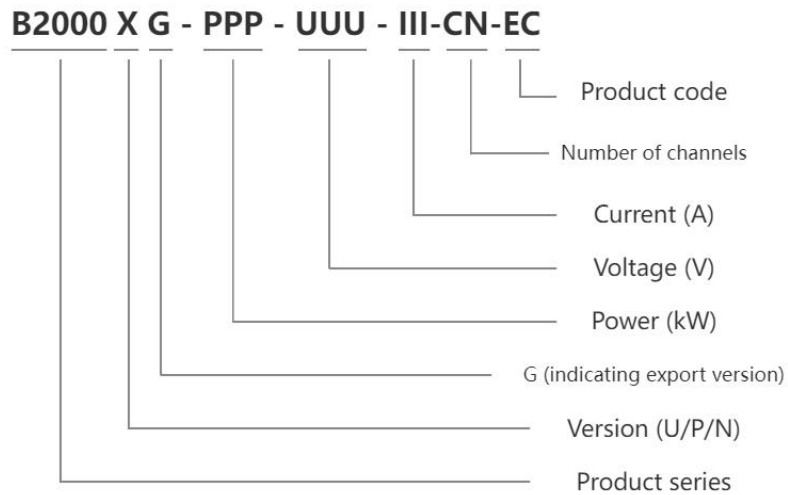 B2000 X G - PPP - UUU - III-CN-EC
Product code
Number of channels
Current (A)
Voltage (V)
Power (kW)
G (indicating export version)
Version (U/P/N)
Product series